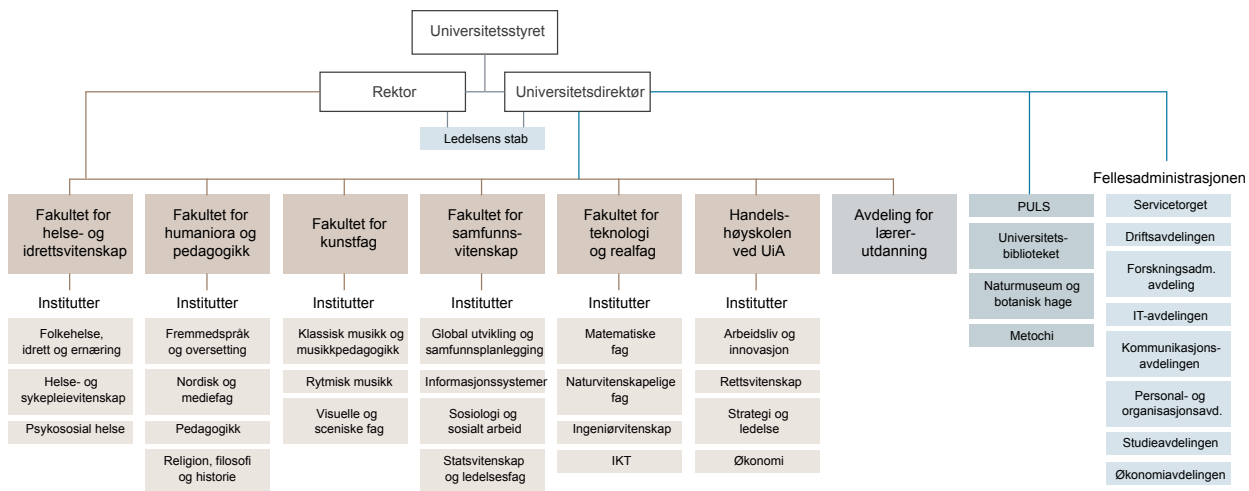 Universitetsstyret
Rektor
Universitetsdirektør
Ledelsens stab
Fakultet for
helse- og
idrettsvitenskap
Institutter
Folkehelse,
idrett og ernæring
Helse- og
sykepleievitenskap
Psykososial helse
Fakultet for
humaniora og
pedagogikk
Institutter
Fremmedspråk
og oversetting
Nordisk og
mediefag
Pedagogikk
Religion, filosofi
og historie
Fakultet for
kunstfag
Institutter
Klassisk musikk og
musikkpedagogikk
Rytmisk musikk
Visuelle og
sceniske fag
Fakultet for
samfunns-
vitenskap
Institutter
Global utvikling og
samfunnsplanlegging
Informasjonssystemer
Sosiologi og
sosialt arbeid
Statsvitenskap
og ledelsesfag
Fakultet for
teknologi
og realfag
Institutter
Matematiske
fag
Naturvitenskapelige
fag
Ingeniørvitenskap
IKT
Handels-
høyskolen
ved UiA
Institutter
Arbeidsliv og
innovasjon
Rettsvitenskap
Strategi og
ledelse
Økonomi
Avdeling for
lærer-
utdanning
PULS
Universitets-
biblioteket
Naturmuseum og
botanisk hage
Metochi
Fellesadministrasjonen
Servicetorget
Driftsavdelingen
Forskningsadm.
avdeling
IT-avdelingen
Kommunikasjons-
avdelingen
Personal- og
organisasjonsavd.
Studieavdelingen
Økonomiavdelingen